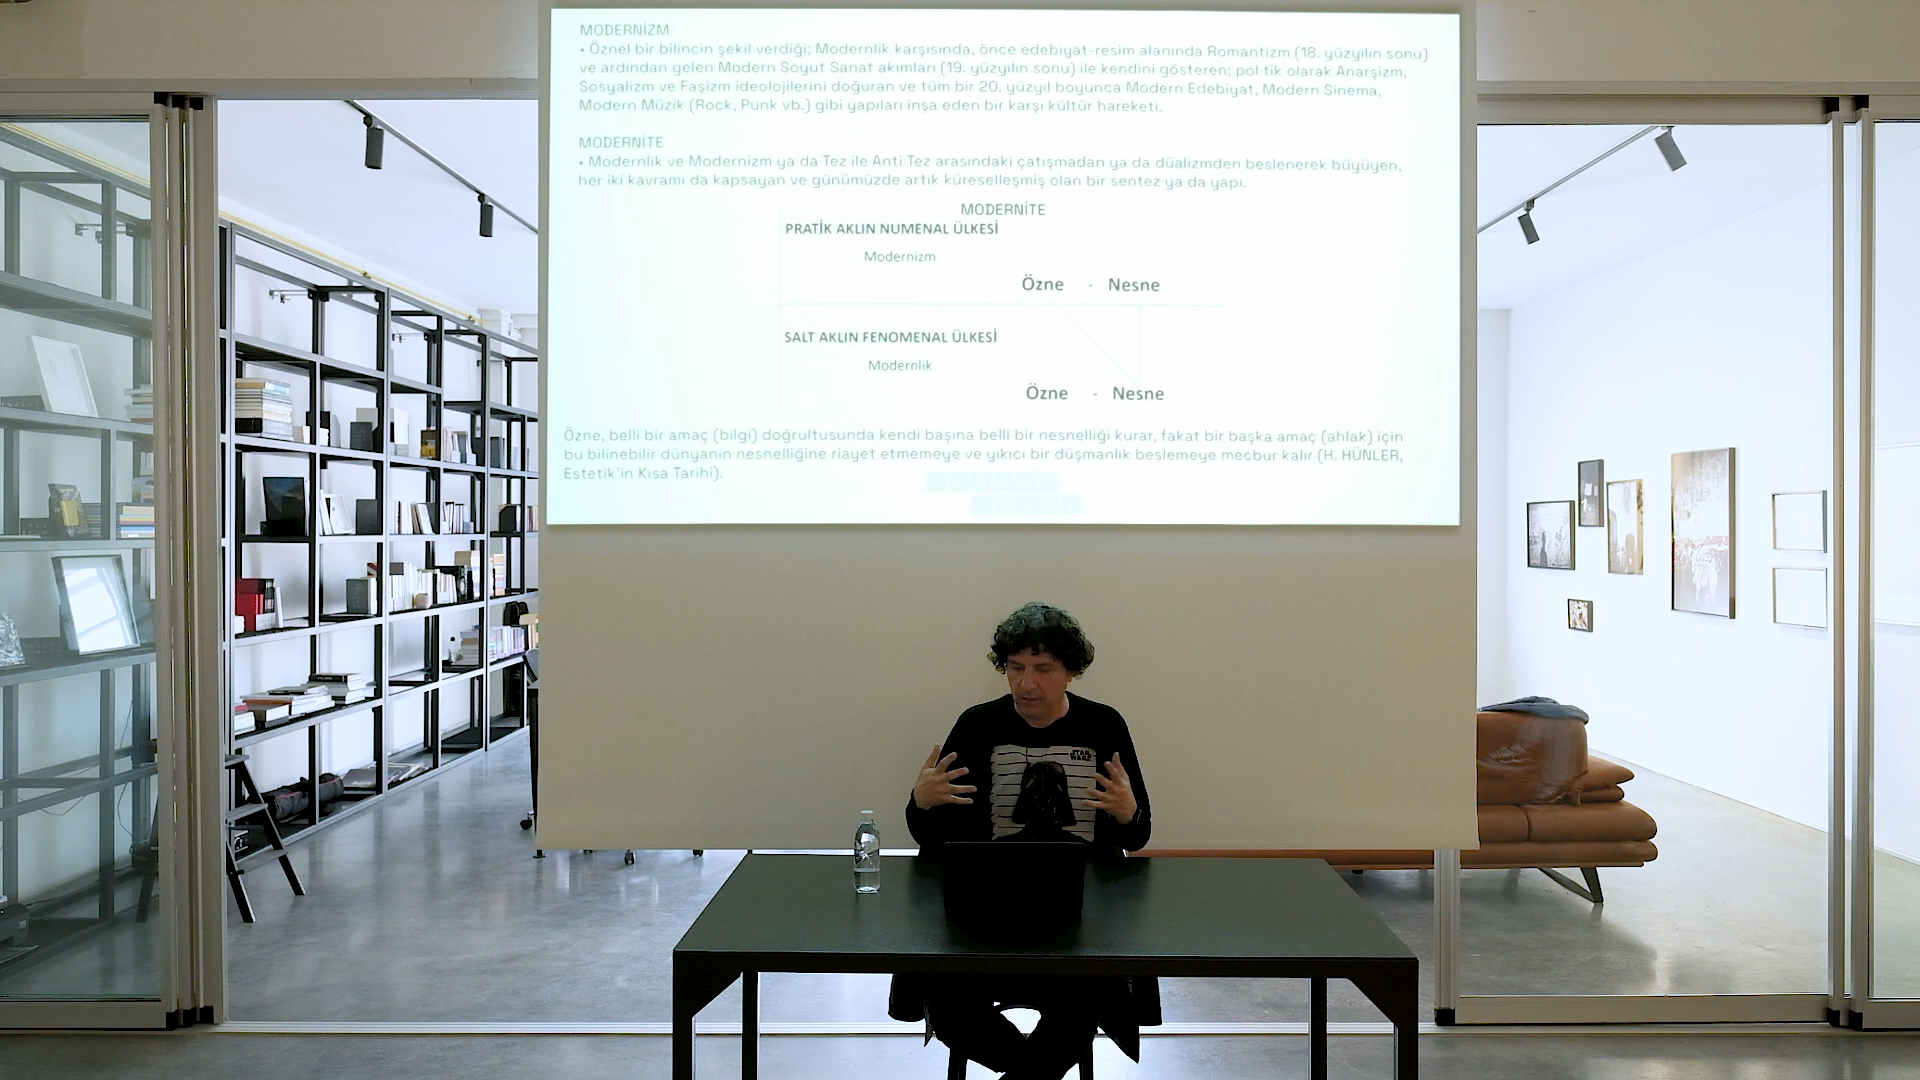 MODERNİZM
• Öznel bir bilincin şekil verdiği; Modernlik karşısında, önce edebiyat-resim alanında Romantizm (18. yüzyılın sonu)
ve ardından gelen Modern Soyut Sanat akımları (19. yüzyılın sonu) ile kendini gösteren; pol tik olarak Anarşizm,
Sosyalizm ve Faşizm ideolojilerini doğuran ve tüm bir 20. yüzyıl boyunca Modern Edebiyat, Modern Sinema,
Modern Müzik (Rock, Punk vb.) gibi yapıları inşa eden bir karşı kültür hareketi.
MODERNİTE
• Modernlik ve Modernizm ya da Tez ile Anti Tez arasındaki çatışmadan ya da düalizmden beslenerek büyüyen,
her iki kavramı da kapsayan ve günümüzde artık küreselleşmiş olan bir sentez ya da yapı.
MODERNİTE
PRATİK AKLIN NUMENAL ÜLKESİ
Modernizm
Özne - Nesne
SALT AKLIN FENOMENAL ÜLKESİ
Modernlik
Özne - Nesne
Özne, belli bir amaç (bilgi) doğrultusunda kendi başına belli bir nesnelliği kurar, fakat bir başka amaç (ahlak) için
bu bilinebilir dünyanın nesnelliğine riayet etmemeye ve yıkıcı bir düşmanlık beslemeye mecbur kalır (H. HÜNLER,
Estetik'in Kısa Tarihi).
STAR
WARS